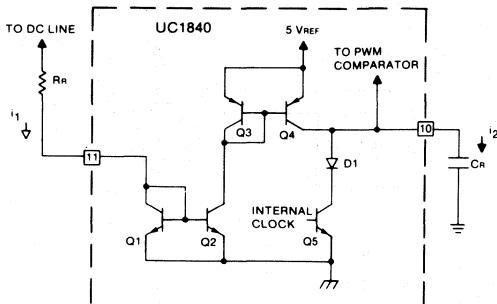 UC1840
TO DC LINE
5 VREF
TO PWM
COMPARATOR
RR
i1
Q3
Q4
10
i2
11
D1
CR
INTERNAL
CLOCK
Q1
Q2
Q5